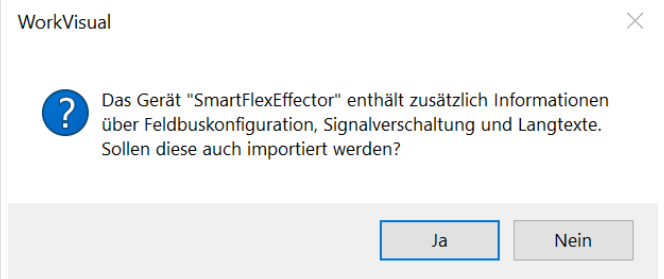 WorkVisual
Das Gerät "SmartFlexEffector" enthält zusätzlich Informationen
über Feldbuskonfiguration, Signalverschaltung und Langtexte.
Sollen diese auch importiert werden?
Ja
Nein